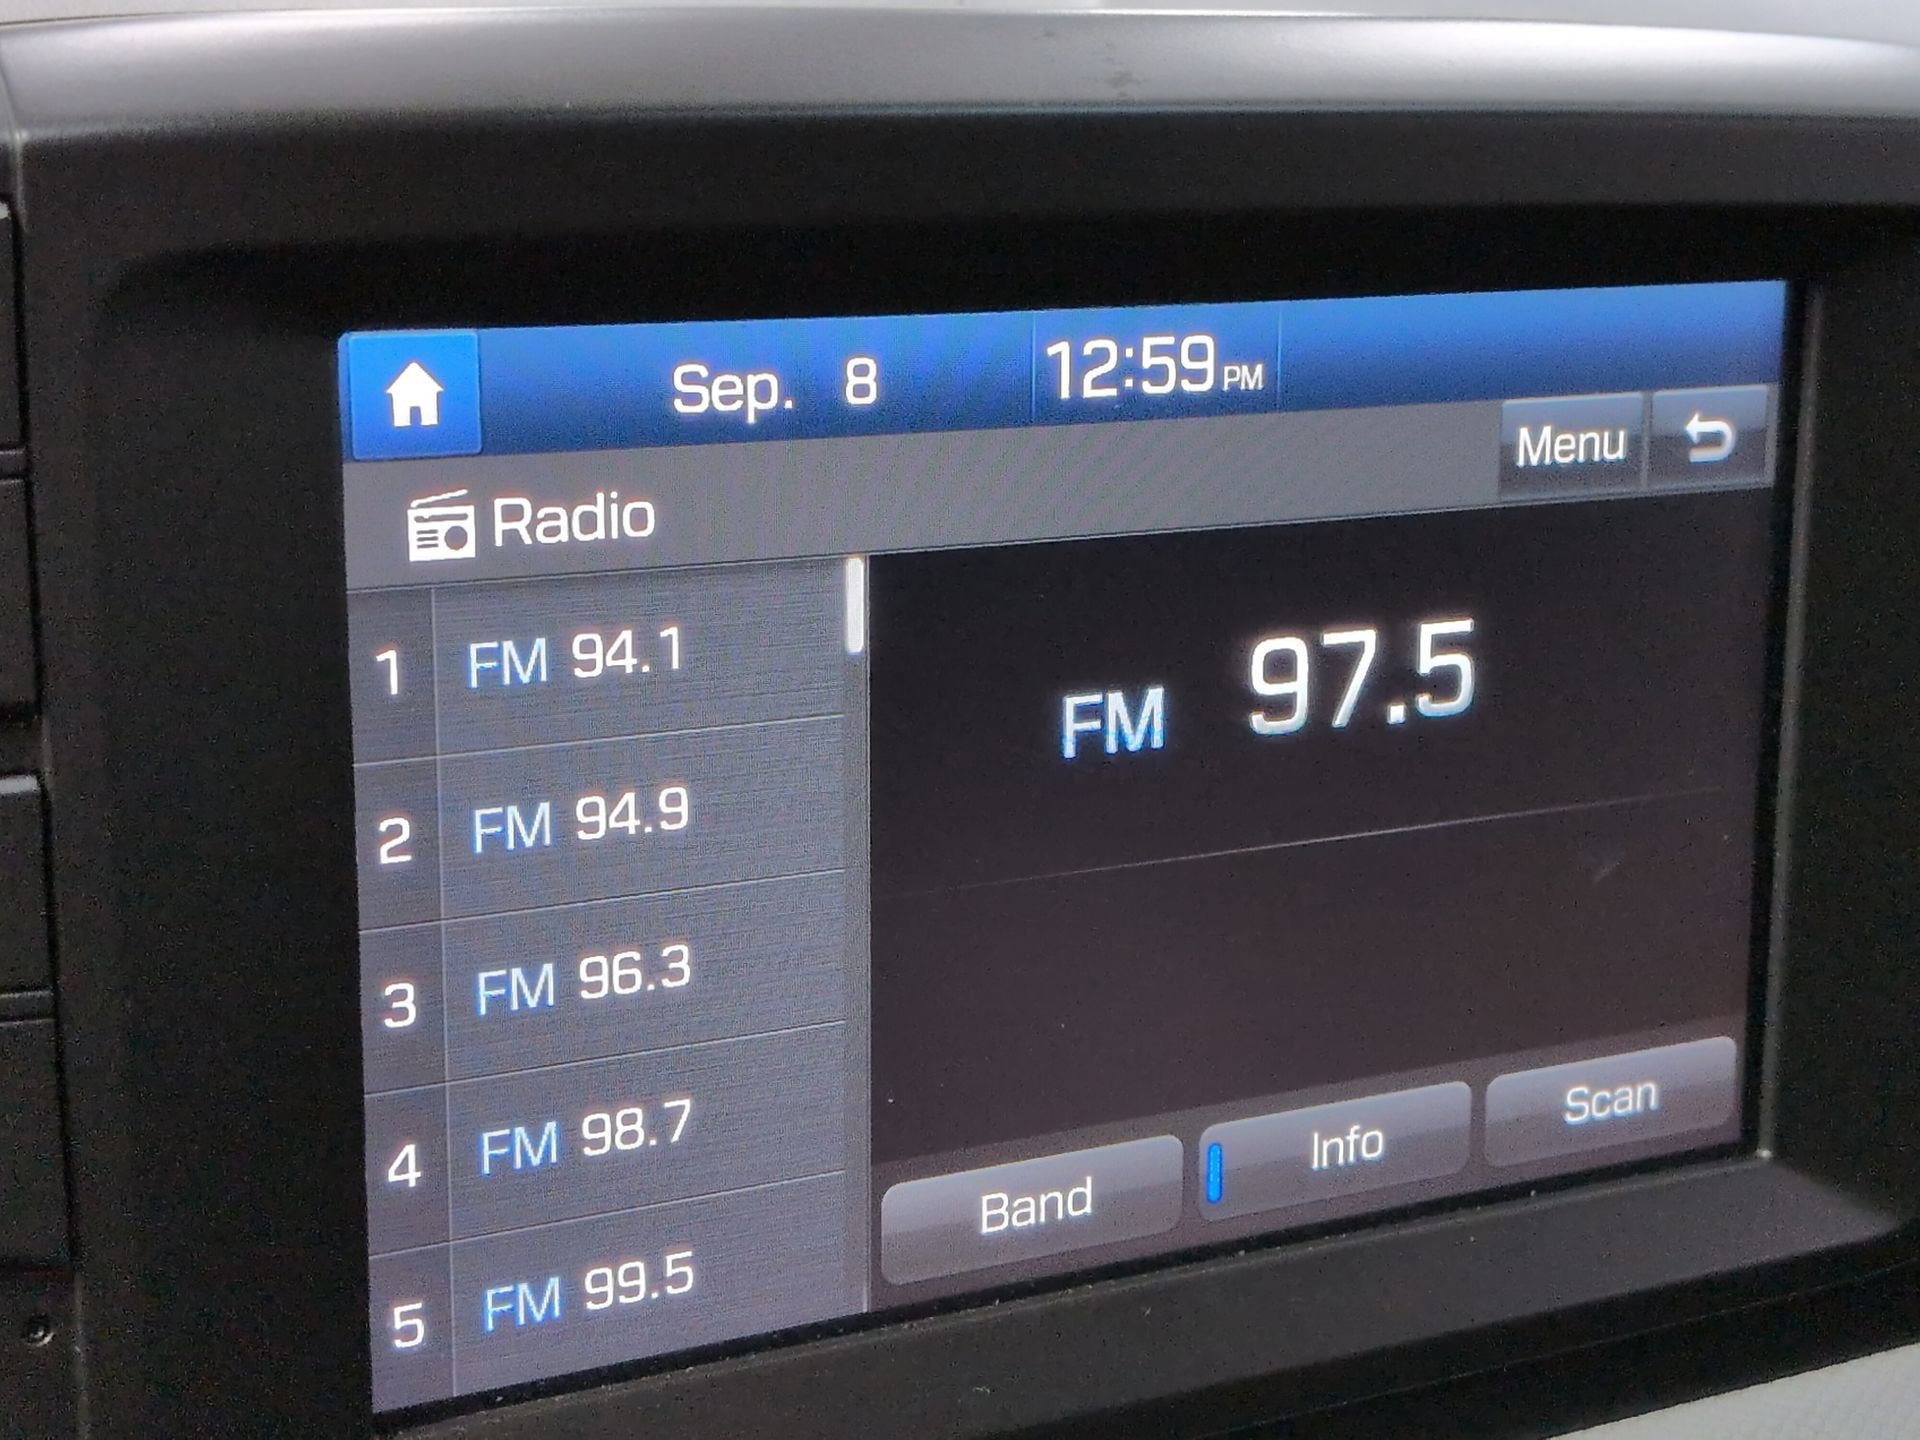 Sep. 8 12:59 PM
Menu
Radio
1 FM 94.1
2 FM 94.9
3 FM 96.3
4 FM 98.7
5 FM 99.5
FM 97.5
Band Info Scan